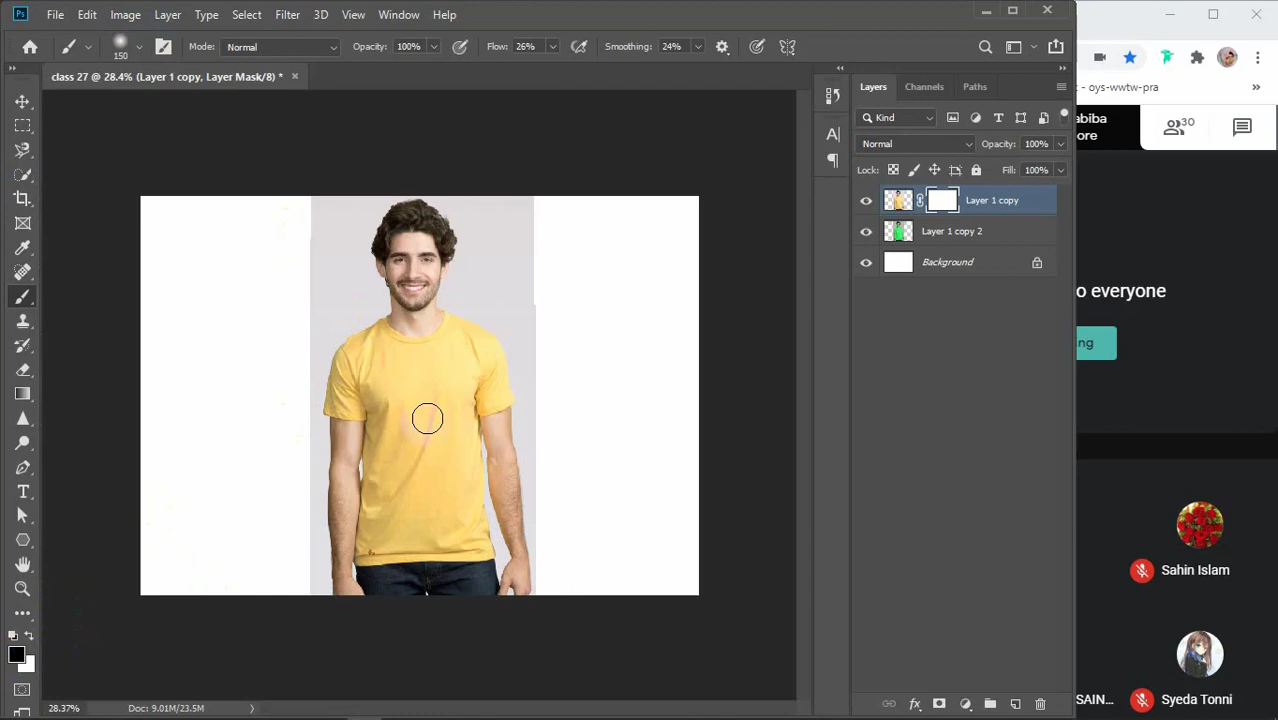 Ps File Edit Image Layer Type Select Filter 3D View Window Help
150 Mode: Normal Opacity: 100% Flow: 26% Smoothing: 24%
class 27 @ 28.4% (Layer 1 copy, Layer Mask/8) * ×
Layers Channels Paths
Kind
Normal Opacity: 100%
Lock: Fill: 100%
Layer 1 copy
Layer 1 copy 2
Background
28.37% Doc: 9.01M/23.5M
- oys-wwtw-pra
abiba
ore
30
o everyone
ng
Sahin Islam
SAIN... Syeda Tonni